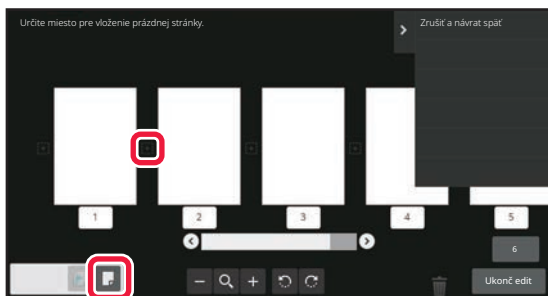 Určite miesto pre vloženie prázdnej stránky.
Zrušiť a návrat späť
1
2
3
4
5
6
Ukonč edit